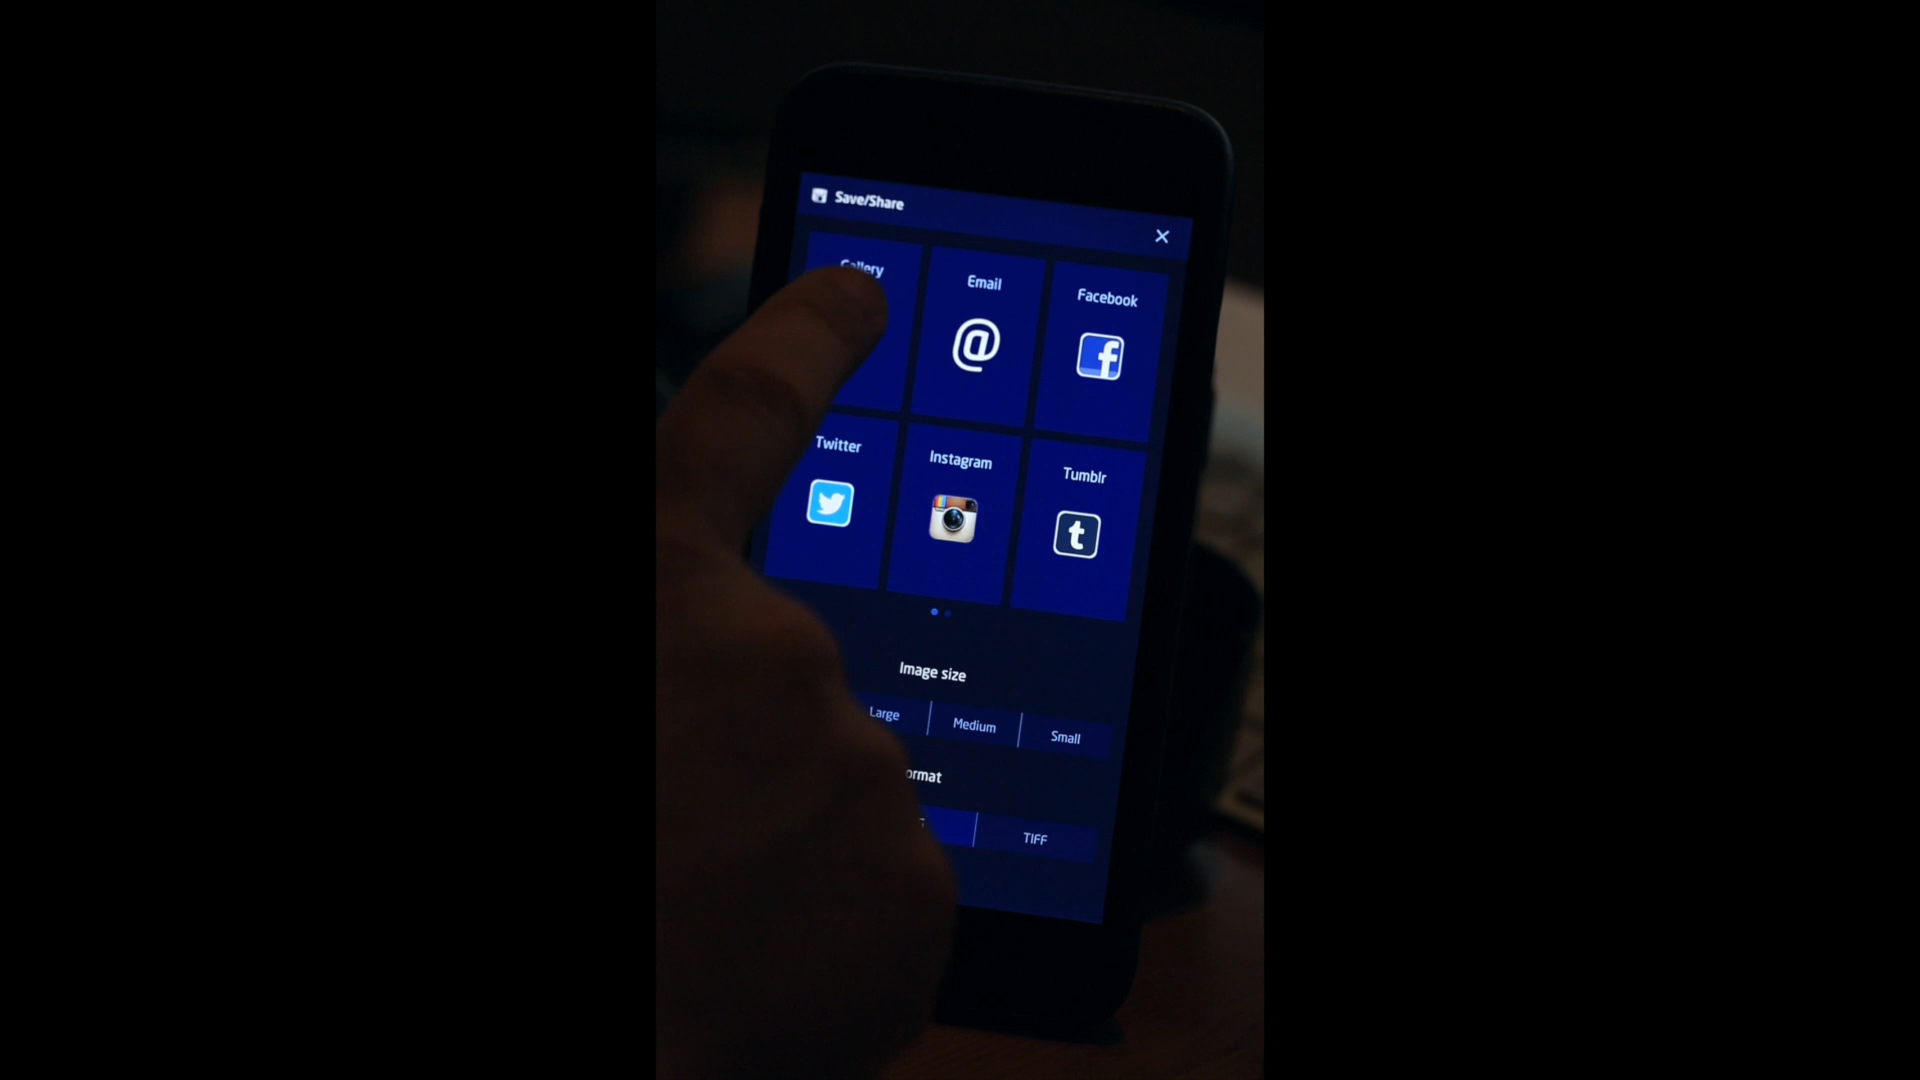 Save/Share
Gallery
Email
@
Facebook
Twitter
Instagram
Tumblr
Image size
Large
Medium
Small
TIFF